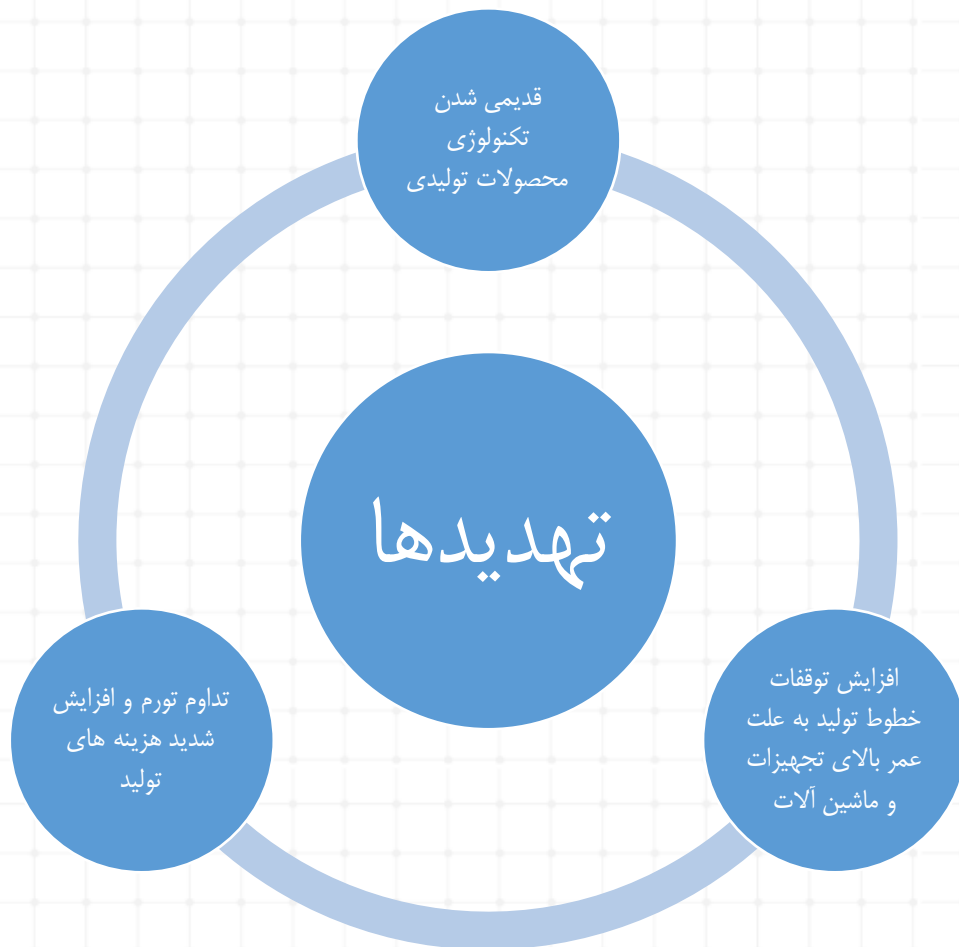 قدیمی شدن
تکنولوژی
محصولات تولیدی
تهدیدها
افزایش توقفات
خطوط تولید به علت
عمر بالای تجهیزات
و ماشین آلات
تداوم تورم و افزایش
شدید هزینه های
تولید